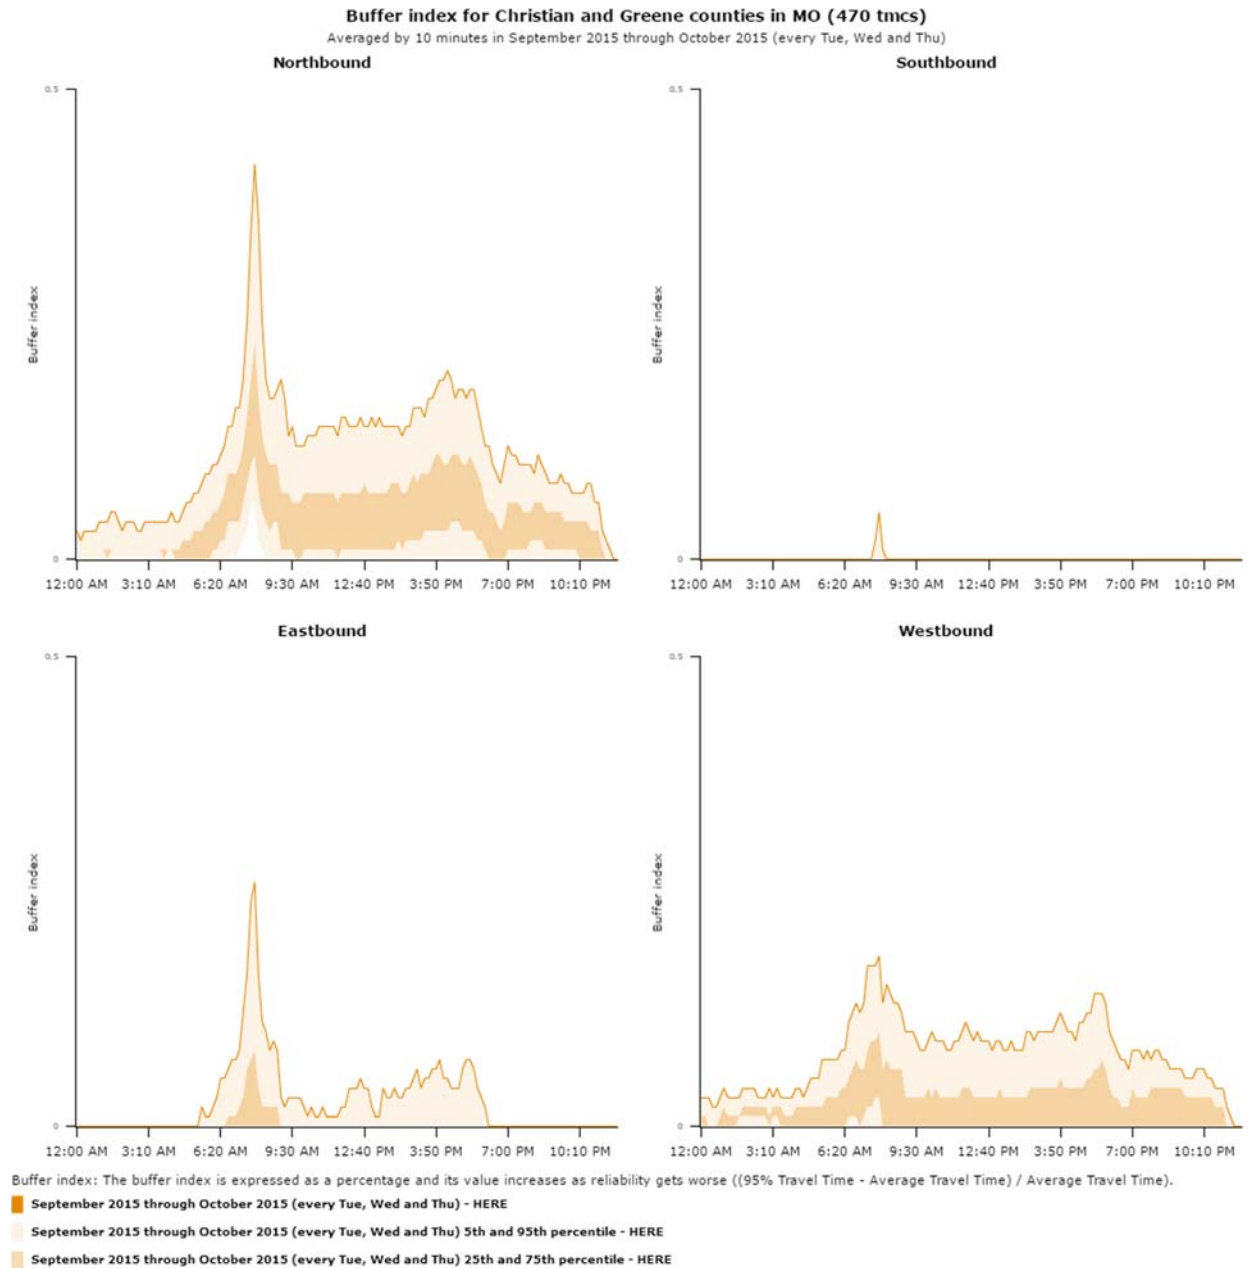 Buffer index for Christian and Greene counties in MO (470 tmcs)
Averaged by 10 minutes in September 2015 through October 2015 (every Tue, Wed and Thu)
Northbound
0.5
Buffer index
0
12:00 AM 3:10 AM 6:20 AM 9:30 AM 12:40 PM 3:50 PM 7:00 PM 10:10 PM
Southbound
0.5
Buffer index
0
12:00 AM 3:10 AM 6:20 AM 9:30 AM 12:40 PM 3:50 PM 7:00 PM 10:10 PM
Eastbound
0.5
Buffer index
0
12:00 AM 3:10 AM 6:20 AM 9:30 AM 12:40 PM 3:50 PM 7:00 PM 10:10 PM
Westbound
0.5
Buffer index
0
12:00 AM 3:10 AM 6:20 AM 9:30 AM 12:40 PM 3:50 PM 7:00 PM 10:10 PM
Buffer index: The buffer index is expressed as a percentage and its value increases as reliability gets worse ((95% Travel Time - Average Travel Time) / Average Travel Time).
September 2015 through October 2015 (every Tue, Wed and Thu) - HERE
September 2015 through October 2015 (every Tue, Wed and Thu) 5th and 95th percentile - HERE
September 2015 through October 2015 (every Tue, Wed and Thu) 25th and 75th percentile - HERE